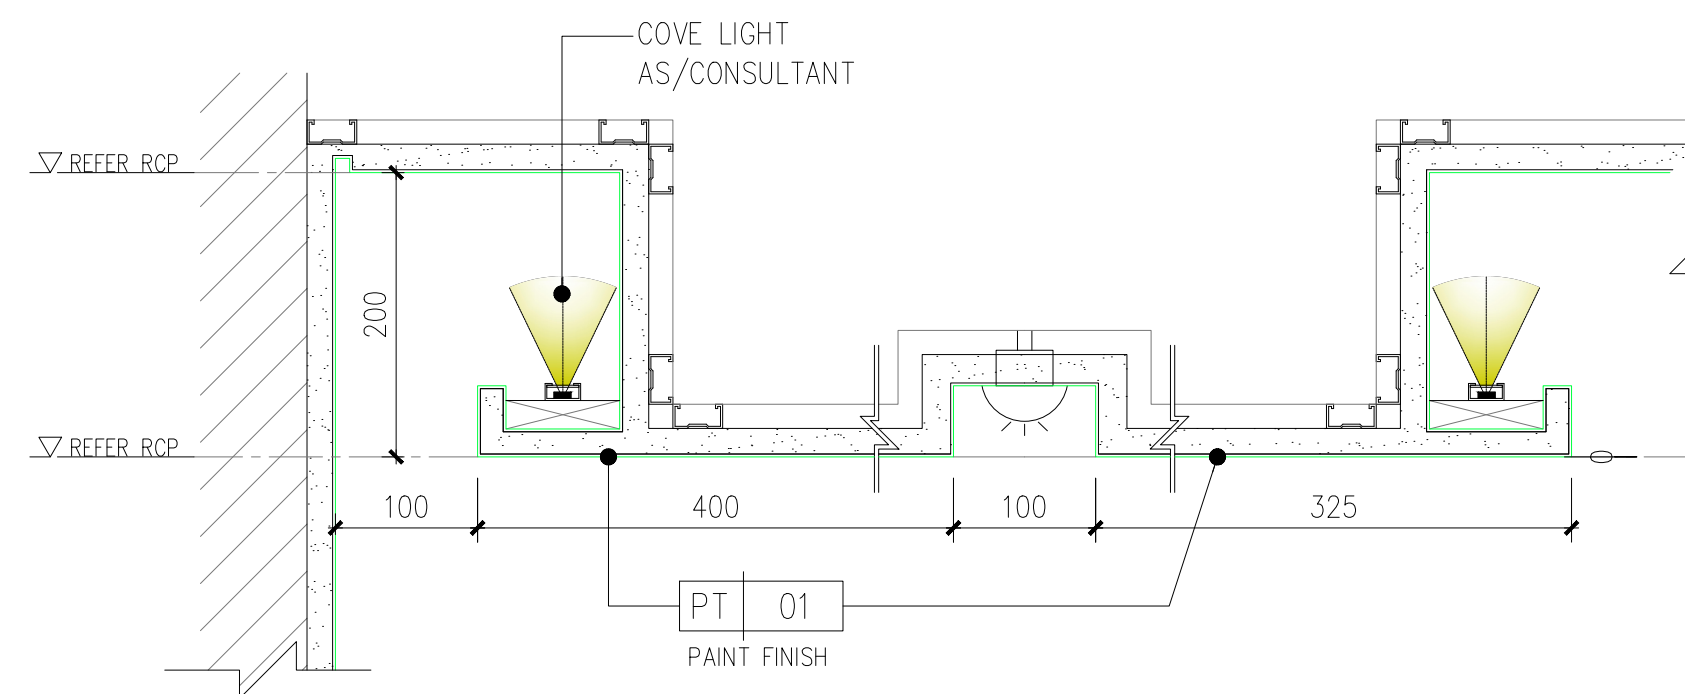 COVE LIGHT
AS/CONSULTANT
REFER RCP
200
REFER RCP
100
400
100
325
PT 01
PAINT FINISH